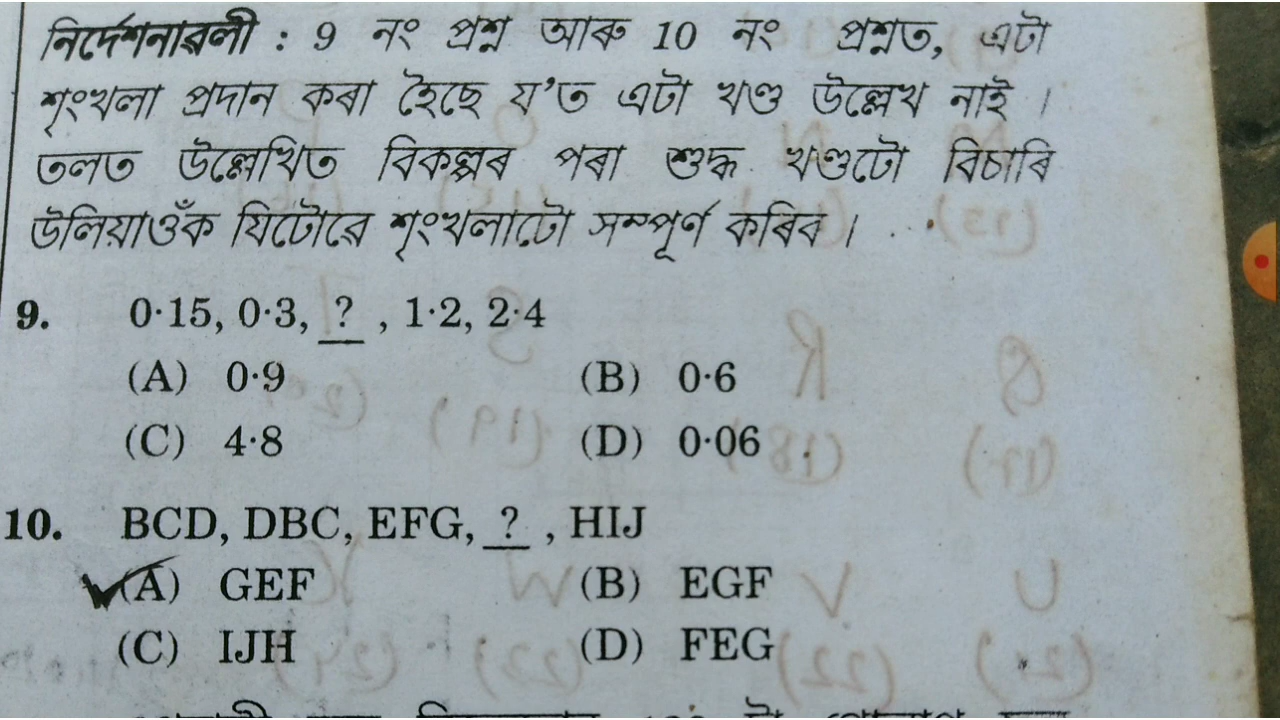 নিৰ্দেশনাৱলী : 9 নং প্ৰশ্ন আৰু 10 নং প্ৰশ্নত, এটা
শৃংখলা প্ৰদান কৰা হৈছে য'ত এটা খণ্ড উল্লেখ নাই ।
তলত উল্লেখিত বিকল্পৰ পৰা শুদ্ধ খণ্ডটো বিচাৰি
উলিয়াওঁক যিটোৱে শৃংখলাটো সম্পূৰ্ণ কৰিব ।
9. 0·15, 0·3, ? , 1·2, 2·4
(A) 0·9 (B) 0·6
(C) 4·8 (D) 0·06
10. BCD, DBC, EFG, ? , HIJ
(A) GEF (B) EGF
(C) IJH (D) FEG